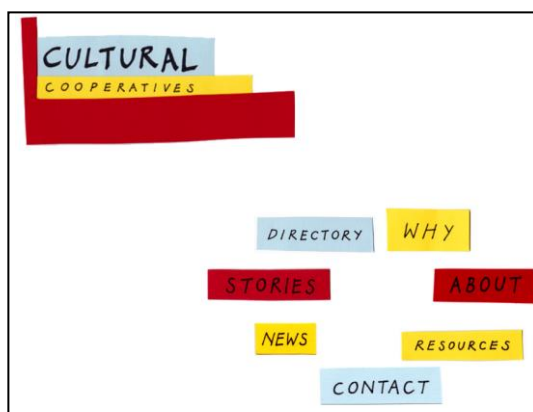 CULTURAL
COOPERATIVES
DIRECTORY
WHY
STORIES
ABOUT
NEWS
RESOURCES
CONTACT